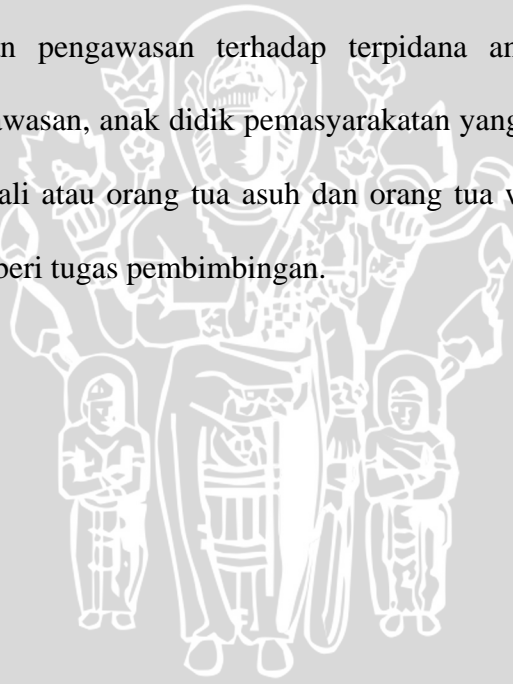 n pengawasan terhadap terpidana an
awasan, anak didik pemasyarakatan yang
ali atau orang tua asuh dan orang tua w
beri tugas pembimbingan.